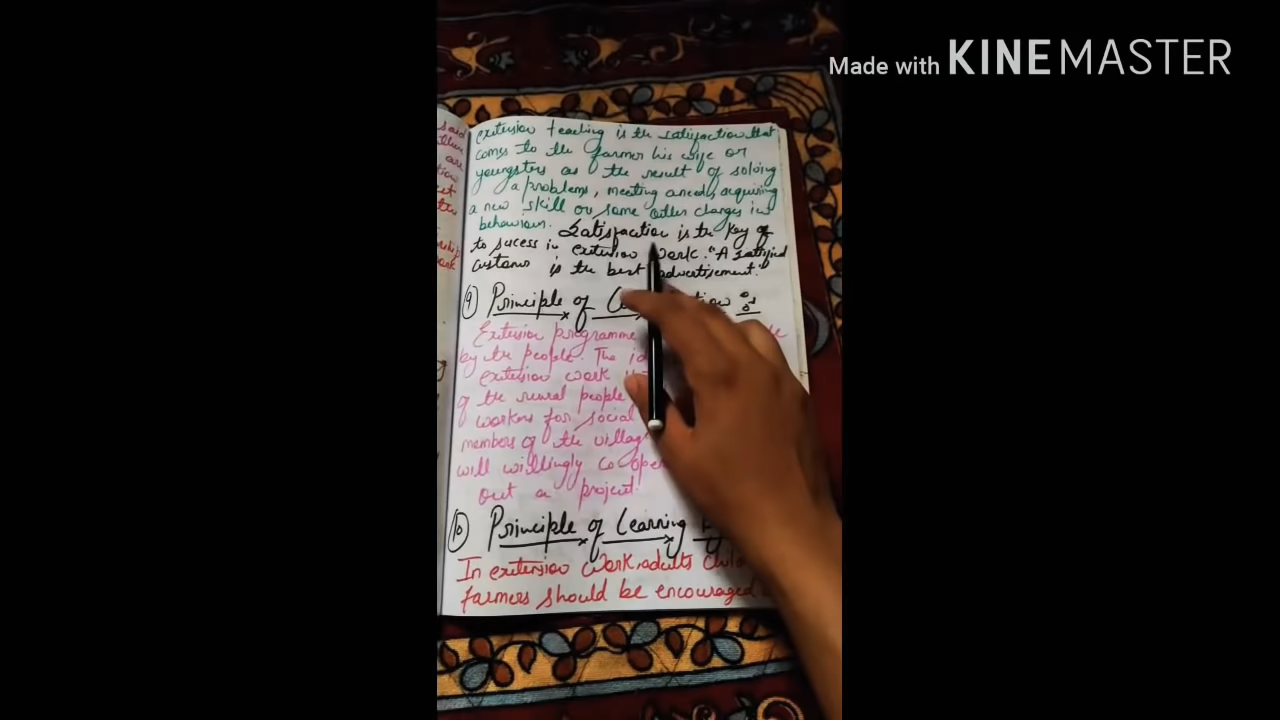 Made with KINEMASTER
extension teaching is the satisfaction that
comes to the farmer his wife or
youngsters as the result of solving
a problems, meeting a need, acquiring
a new skill or some other changes in
behaviour. Satisfaction is the key of
to sucess in extension work. "A satisfied
customer is the best advertisement."
9) Principle of
Extension programme
by the people. The
extension work
of the rural people
workers for social
members of the village
will willingly co oper
out a project.
10) Principle of Learning
In extension work, adults
farmers should be encouraged